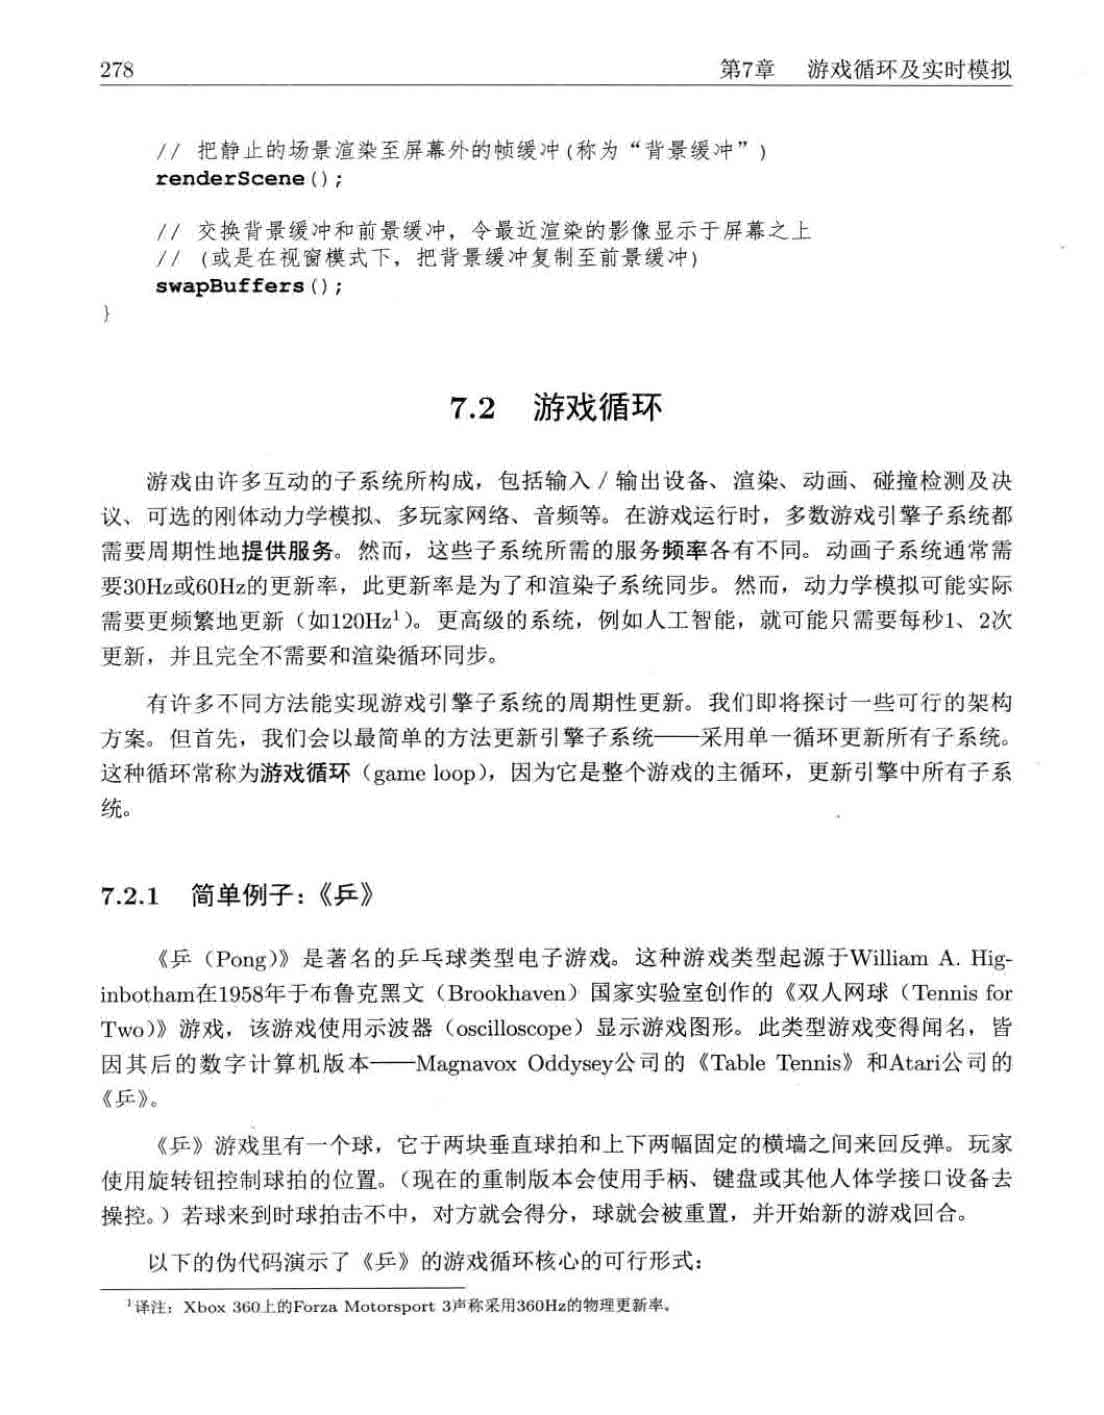 278 第7章 游戏循环及实时模拟
// 把静止的场景渲染至屏幕外的帧缓冲(称为“背景缓冲”)
renderScene();
// 交换背景缓冲和前景缓冲，令最近渲染的影像显示于屏幕之上
// (或是在视窗模式下，把背景缓冲复制至前景缓冲)
swapBuffers();
}
7.2 游戏循环
游戏由许多互动的子系统所构成，包括输入 / 输出设备、渲染、动画、碰撞检测及决
议、可选的刚体动力学模拟、多玩家网络、音频等。在游戏运行时，多数游戏引擎子系统都
需要周期性地提供服务。然而，这些子系统所需的服务频率各有不同。动画子系统通常需
要30Hz或60Hz的更新率，此更新率是为了和渲染子系统同步。然而，动力学模拟可能实际
需要更频繁地更新（如120Hz¹）。更高级的系统，例如人工智能，就可能只需要每秒1、2次
更新，并且完全不需要和渲染循环同步。
有许多不同方法能实现游戏引擎子系统的周期性更新。我们即将探讨一些可行的架构
方案。但首先，我们会以最简单的方法更新引擎子系统——采用单一循环更新所有子系统。
这种循环常称为游戏循环（game loop），因为它是整个游戏的主循环，更新引擎中所有子系
统。
7.2.1 简单例子：《乒》
《乒（Pong）》是著名的乒乓球类型电子游戏。这种游戏类型起源于William A. Hig-
inbotham在1958年于布鲁克黑文（Brookhaven）国家实验室创作的《双人网球（Tennis for
Two）》游戏，该游戏使用示波器（oscilloscope）显示游戏图形。此类型游戏变得闻名，皆
因其后的数字计算机版本——Magnavox Oddysey公司的《Table Tennis》和Atari公司的
《乒》。
《乒》游戏里有一个球，它于两块垂直球拍和上下两幅固定的横墙之间来回反弹。玩家
使用旋转钮控制球拍的位置。（现在的重制版本会使用手柄、键盘或其他人体学接口设备去
操控。）若球来到时球拍击不中，对方就会得分，球就会被重置，并开始新的游戏回合。
以下的伪代码演示了《乒》的游戏循环核心的可行形式：
¹译注：Xbox 360上的Forza Motorsport 3声称采用360Hz的物理更新率。